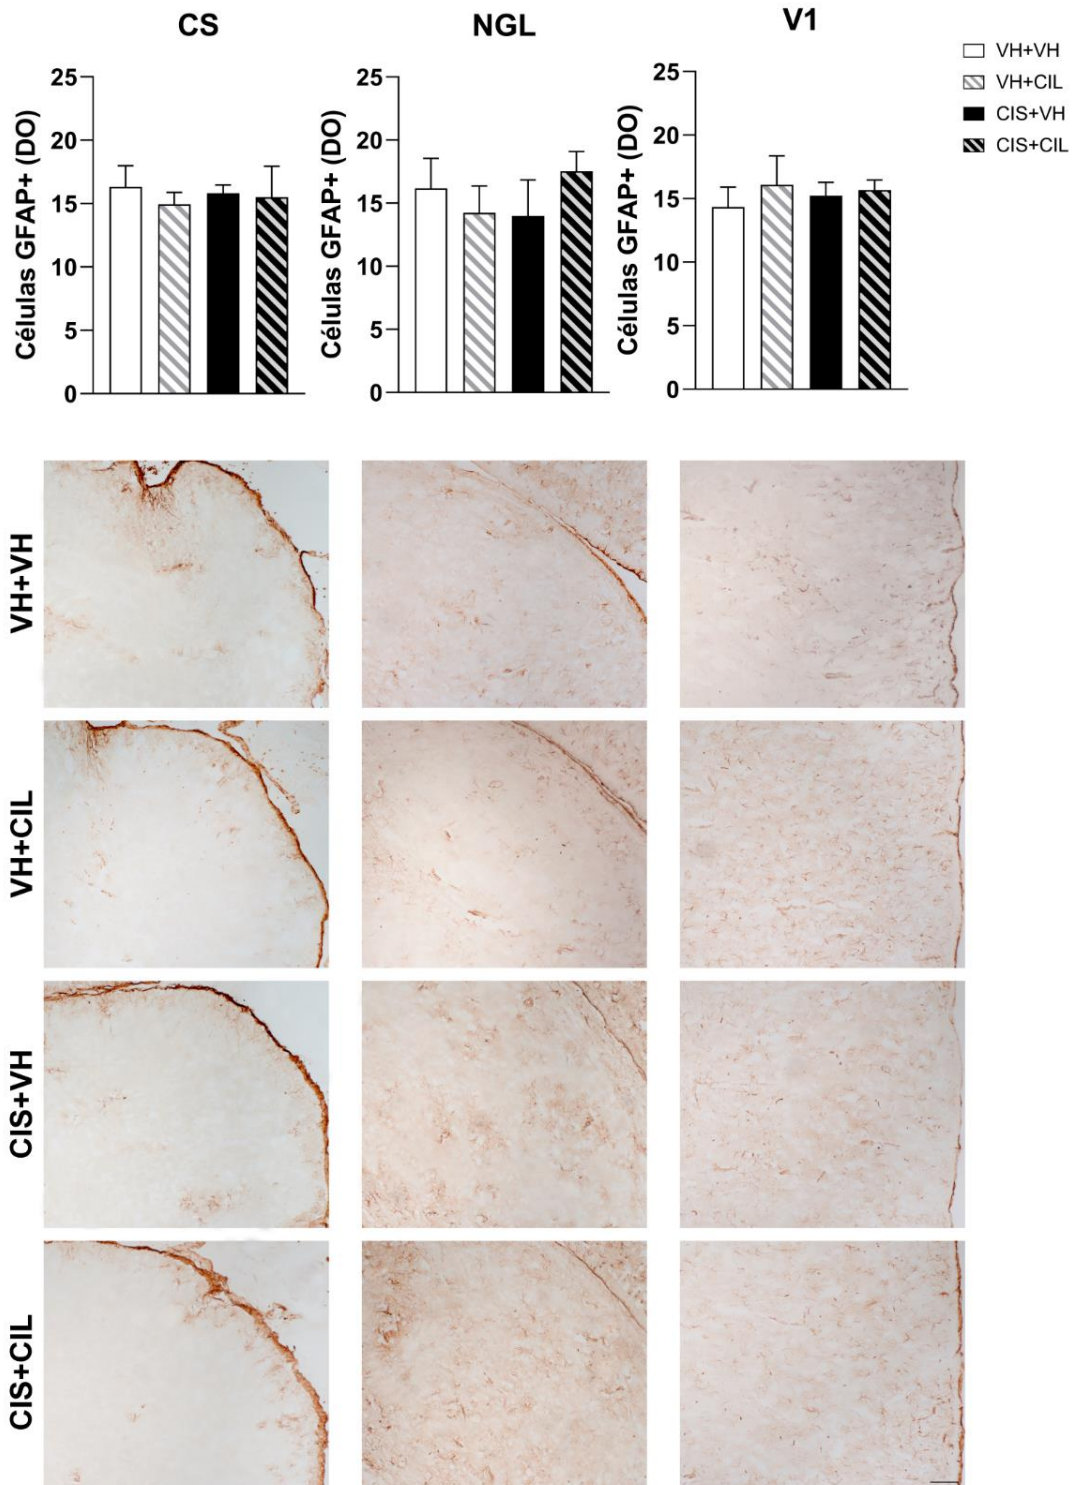 CS
NGL
V1
VH+VH
VH+CIL
CIS+VH
CIS+CIL
Células GFAP+ (DO)
25
20
15
10
5
0
Células GFAP+ (DO)
25
20
15
10
5
0
Células GFAP+ (DO)
25
20
15
10
5
0
VH+VH
VH+CIL
CIS+VH
CIS+CIL